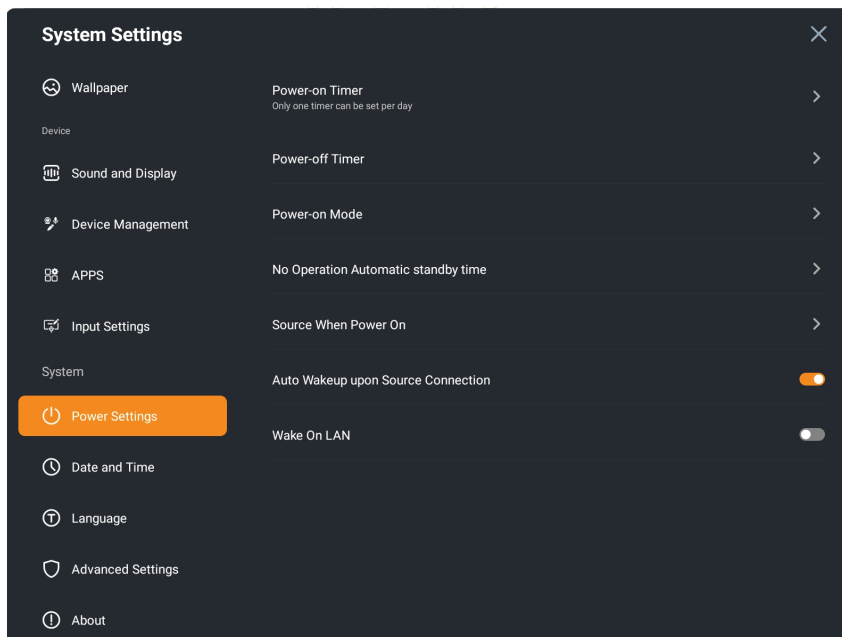 System Settings
Wallpaper
Device
Sound and Display
Device Management
APPS
Input Settings
System
Power Settings
Date and Time
Language
Advanced Settings
About
Power-on Timer
Only one timer can be set per day
Power-off Timer
Power-on Mode
No Operation Automatic standby time
Source When Power On
Auto Wakeup upon Source Connection
Wake On LAN